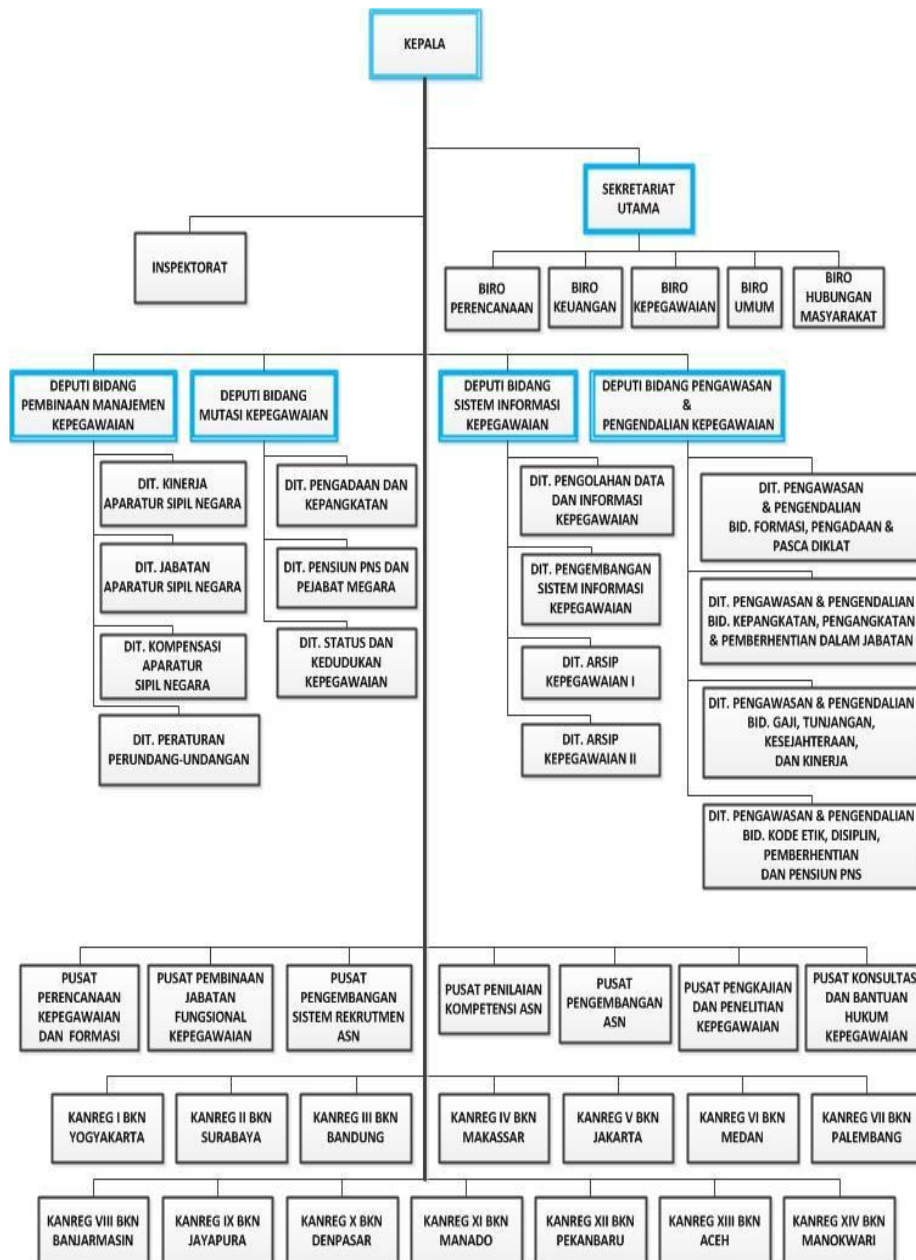 KEPALA
SEKRETARIAT
UTAMA
INSPEKTORAT
BIRO
PERENCANAAN
BIRO
KEUANGAN
BIRO
KEPEGAWAIAN
BIRO
UMUM
BIRO
HUBUNGAN
MASYARAKAT
DEPUTI BIDANG
PEMBINAAN MANAJEMEN
KEPEGAWAIAN
DEPUTI BIDANG
MUTASI KEPEGAWAIAN
DEPUTI BIDANG
SISTEM INFORMASI
KEPEGAWAIAN
DEPUTI BIDANG PENGAWASAN
&
PENGENDALIAN KEPEGAWAIAN
DIT. KINERJA
APARATUR SIPIL NEGARA
DIT. JABATAN
APARATUR SIPIL NEGARA
DIT. KOMPENSASI
APARATUR
SIPIL NEGARA
DIT. PERATURAN
PERUNDANG-UNDANGAN
DIT. PENGADAAN DAN
KEPANGKATAN
DIT. PENSIUN PNS DAN
PEJABAT MEGARA
DIT. STATUS DAN
KEDUDUKAN
KEPEGAWAIAN
DIT. PENGOLAHAN DATA
DAN INFORMASI
KEPEGAWAIAN
DIT. PENGEMBANGAN
SISTEM INFORMASI
KEPEGAWAIAN
DIT. ARSIP
KEPEGAWAIAN I
DIT. ARSIP
KEPEGAWAIAN II
DIT. PENGAWASAN
& PENGENDALIAN
BID. FORMASI, PENGADAAN &
PASCA DIKLAT
DIT. PENGAWASAN & PENGENDALIAN
BID. KEPANGKATAN, PENGANGKATAN
& PEMBERHENTIAN DALAM JABATAN
DIT. PENGAWASAN & PENGENDALIAN
BID. GAJI, TUNJANGAN,
KESEJAHTERAAN,
DAN KINERJA
DIT. PENGAWASAN & PENGENDALIAN
BID. KODE ETIK, DISIPLIN,
PEMBERHENTIAN
DAN PENSIUN PNS
PUSAT
PERENCANAAN
KEPEGAWAIAN
DAN FORMASI
PUSAT PEMBINAAN
JABATAN
FUNGSIONAL
KEPEGAWAIAN
PUSAT
PENGEMBANGAN
SISTEM REKRUTMEN
ASN
PUSAT PENILAIAN
KOMPETENSI ASN
PUSAT
PENGEMBANGAN
ASN
PUSAT PENGKAJIAN
DAN PENELITIAN
KEPEGAWAIAN
PUSAT KONSULTAS
DAN BANTUAN
HUKUM
KEPEGAWAIAN
KANREG I BKN
YOGYAKARTA
KANREG II BKN
SURABAYA
KANREG III BKN
BANDUNG
KANREG IV BKN
MAKASSAR
KANREG V BKN
JAKARTA
KANREG VI BKN
MEDAN
KANREG VII BKN
PALEMBANG
KANREG VIII BKN
BANJARMASIN
KANREG IX BKN
JAYAPURA
KANREG X BKN
DENPASAR
KANREG XI BKN
MANADO
KANREG XII BKN
PEKANBARU
KANREG XIII BKN
ACEH
KANREG XIV BKN
MANOKWARI